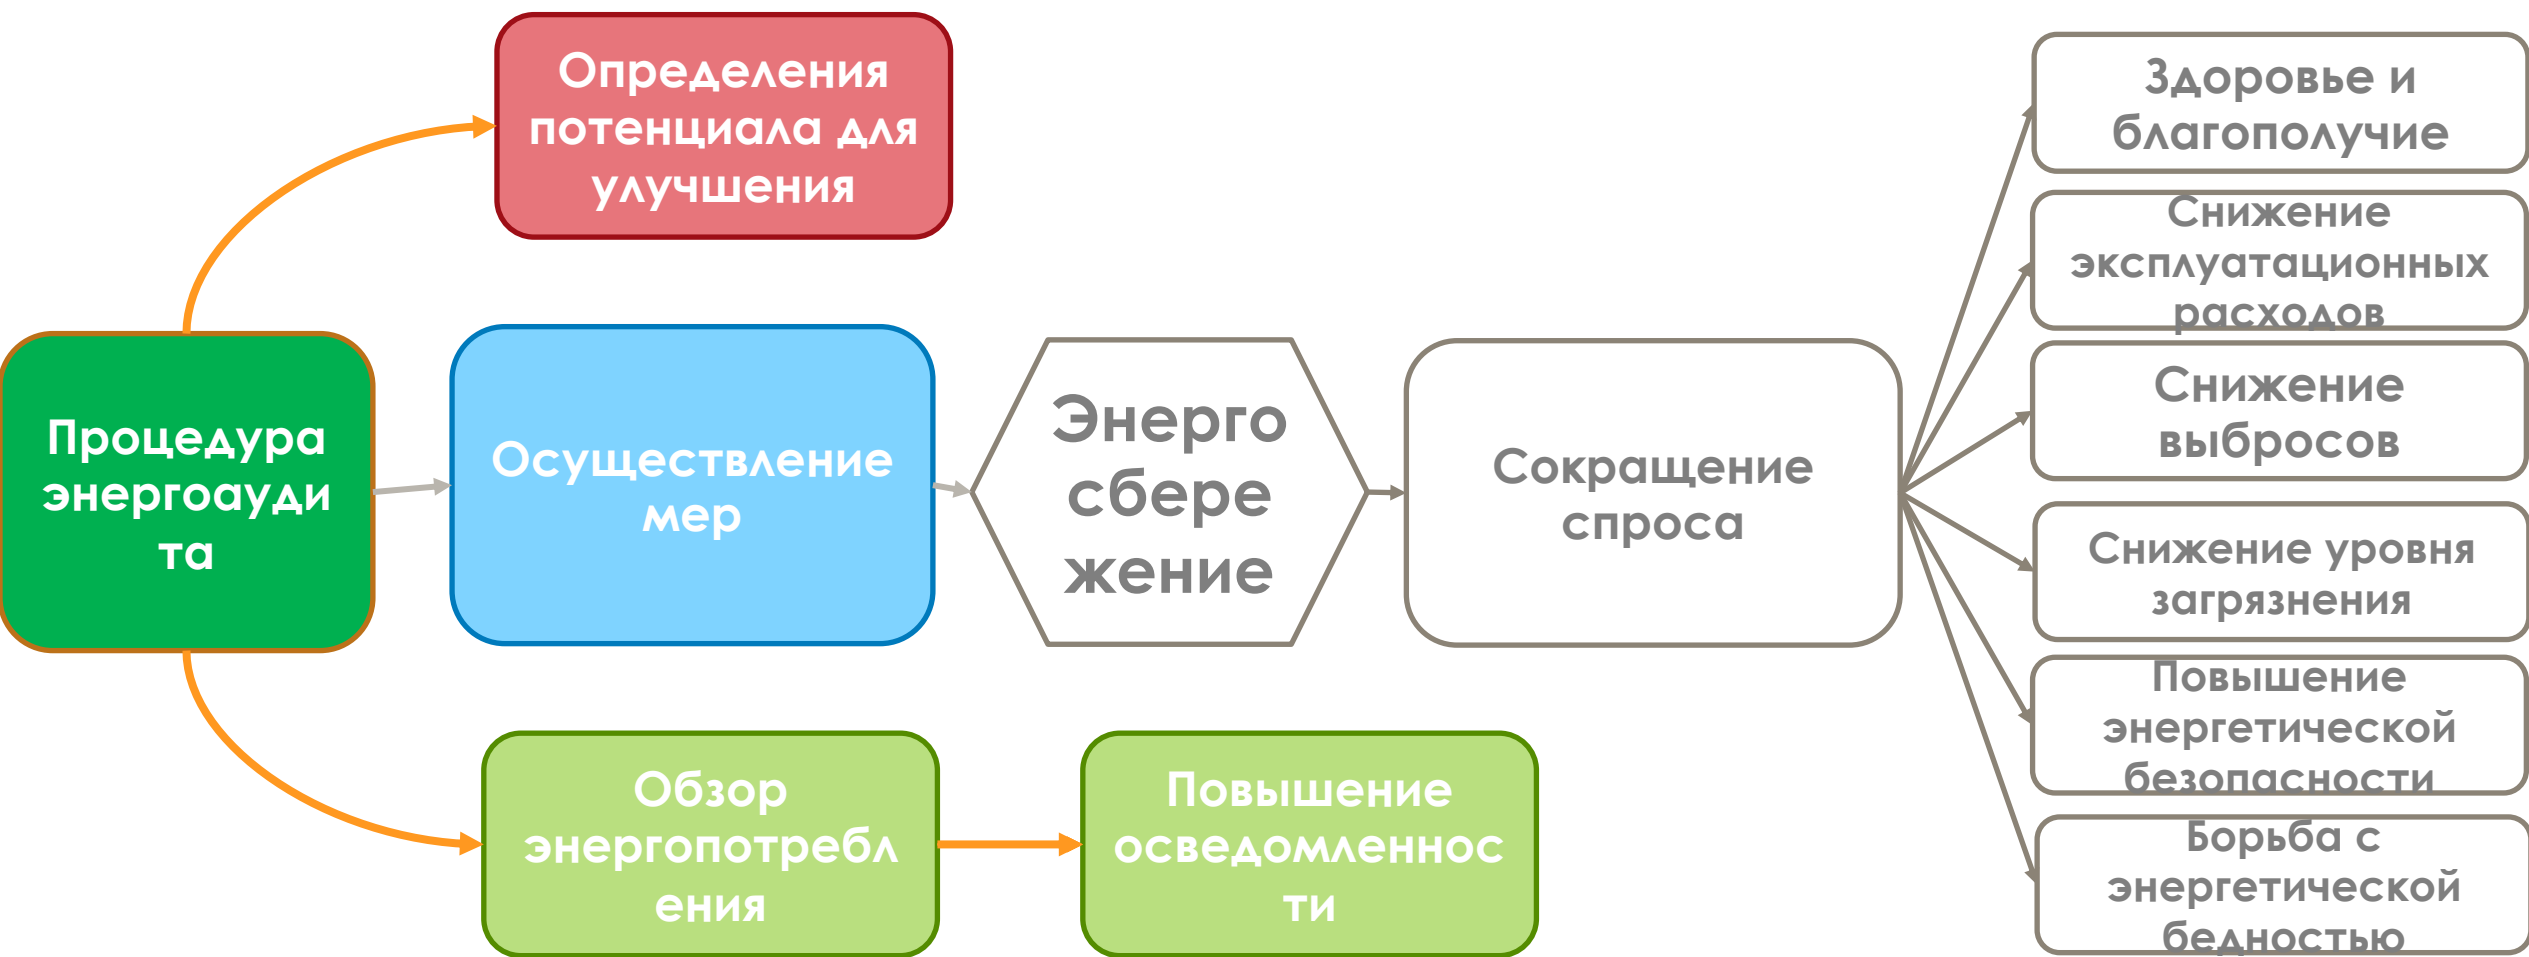 Определения
потенциала для
улучшения
Процедура
энергоауди
та
Осуществление
мер
Энерго
сбере
жение
Сокращение
спроса
Обзор
энергопотребл
ения
Повышение
осведомленнос
ти
Здоровье и
благополучие
Снижение
эксплуатационных
расходов
Снижение
выбросов
Снижение уровня
загрязнения
Повышение
энергетической
безопасности
Борьба с
энергетической
бедностью